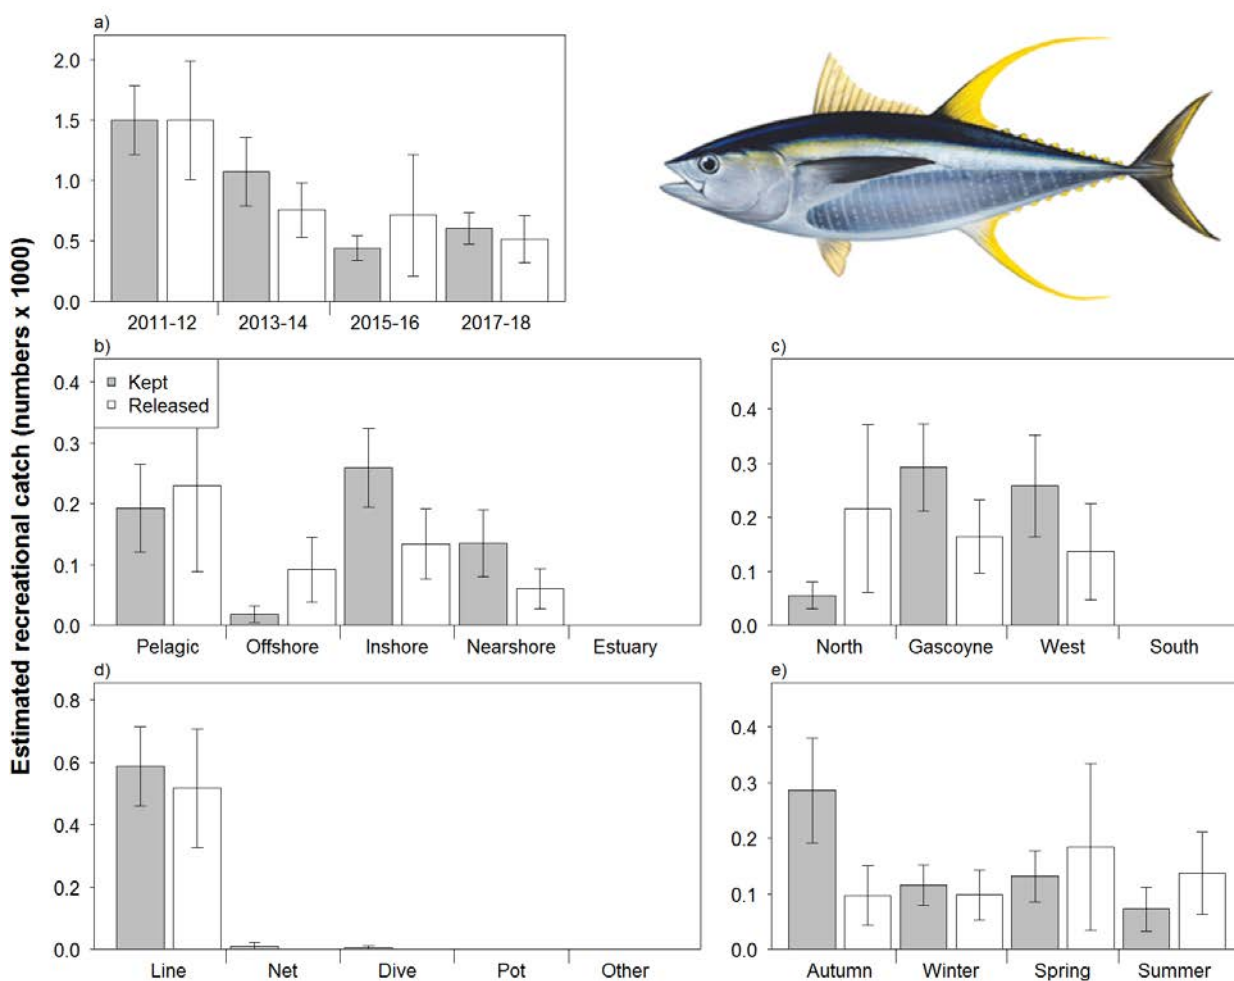 Estimated recreational catch (numbers x 1000)
a)
2.0
1.5
1.0
0.5
0.0
2011-12 2013-14 2015-16 2017-18
b)
Kept
Released
0.4
0.3
0.2
0.1
0.0
Pelagic Offshore Inshore Nearshore Estuary
c)
0.4
0.3
0.2
0.1
0.0
North Gascoyne West South
d)
0.8
0.6
0.4
0.2
0.0
Line Net Dive Pot Other
e)
0.4
0.3
0.2
0.1
0.0
Autumn Winter Spring Summer